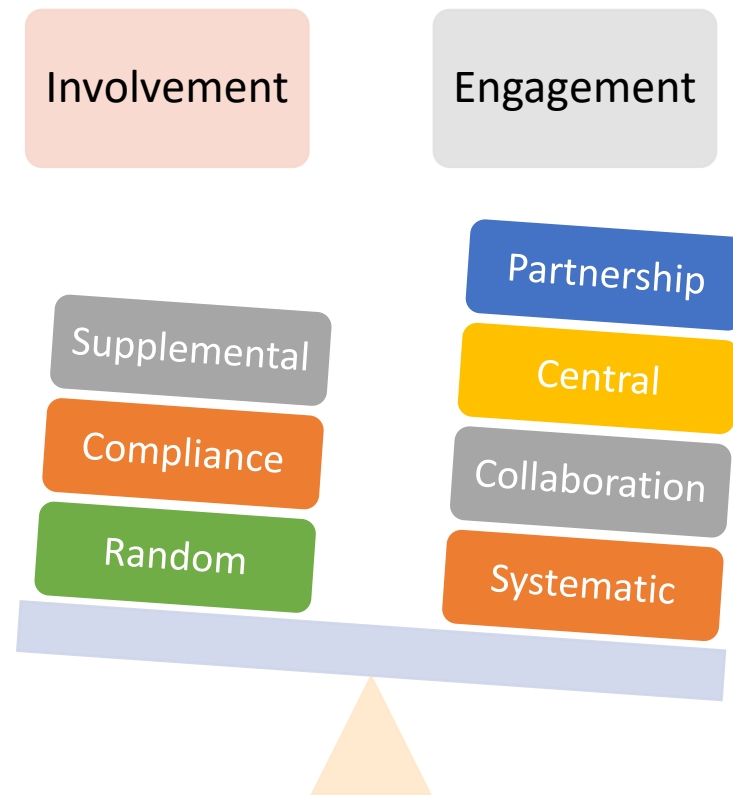 Involvement
Engagement
Supplemental
Compliance
Random
Partnership
Central
Collaboration
Systematic